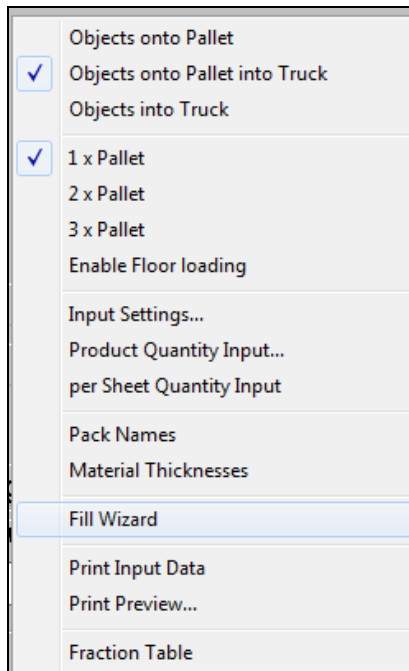 Objects onto Pallet
Objects onto Pallet into Truck
Objects into Truck
1 x Pallet
2 x Pallet
3 x Pallet
Enable Floor loading
Input Settings...
Product Quantity Input...
per Sheet Quantity Input
Pack Names
Material Thicknesses
Fill Wizard
Print Input Data
Print Preview...
Fraction Table